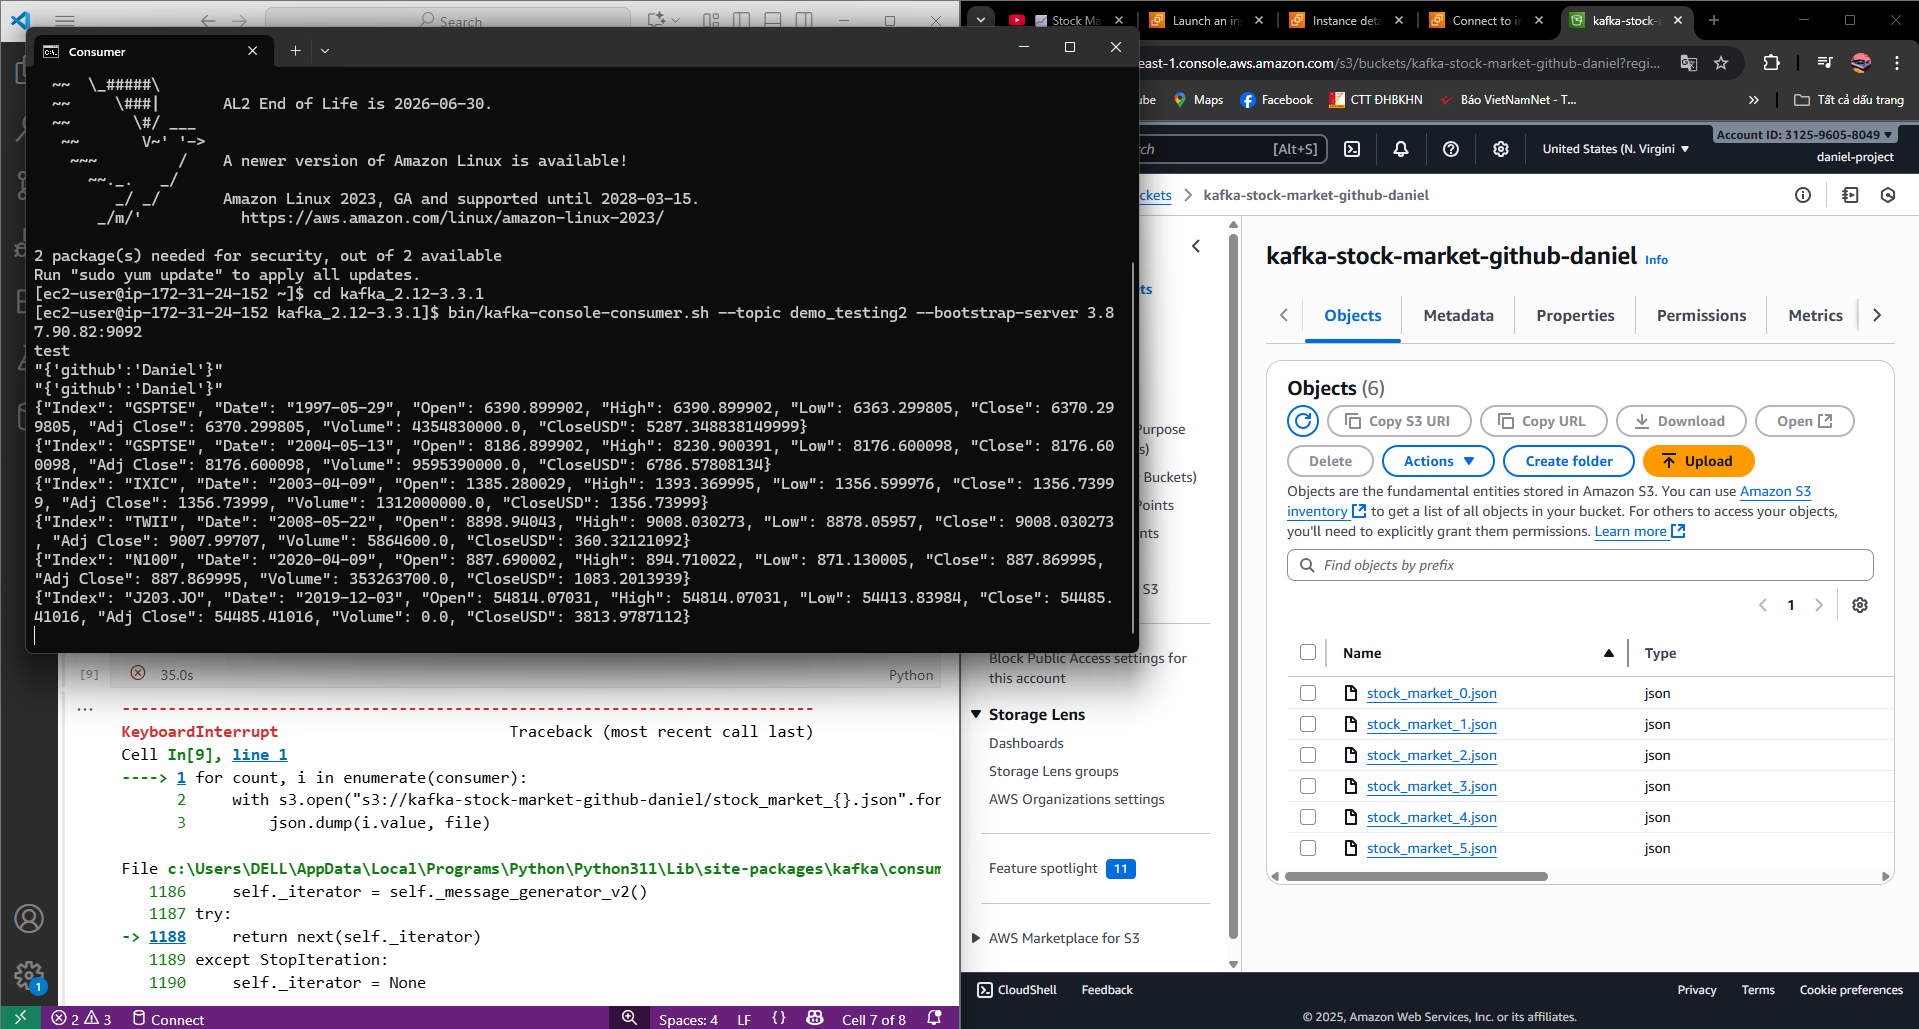 Search
Consumer
~~  \_#####\
~~     \###|       AL2 End of Life is 2026-06-30.
~~       \#/ ___
~~       V~' '->
~~~         /    A newer version of Amazon Linux is available!
~~._.   _/
_/ _/       Amazon Linux 2023, GA and supported until 2028-03-15.
_/m/'           https://aws.amazon.com/linux/amazon-linux-2023/
2 package(s) needed for security, out of 2 available
Run "sudo yum update" to apply all updates.
[ec2-user@ip-172-31-24-152 ~]$ cd kafka_2.12-3.3.1
[ec2-user@ip-172-31-24-152 kafka_2.12-3.3.1]$ bin/kafka-console-consumer.sh --topic demo_testing2 --bootstrap-server 3.8
7.90.82:9092
test
"{'github':'Daniel'}"
"{'github':'Daniel'}"
{"Index": "GSPTSE", "Date": "1997-05-29", "Open": 6390.899902, "High": 6390.899902, "Low": 6363.299805, "Close": 6370.29
9805, "Adj Close": 6370.299805, "Volume": 4354830000.0, "CloseUSD": 5287.348838149999}
{"Index": "GSPTSE", "Date": "2004-05-13", "Open": 8186.899902, "High": 8230.900391, "Low": 8176.600098, "Close": 8176.60
0098, "Adj Close": 8176.600098, "Volume": 9595390000.0, "CloseUSD": 6786.57808134}
{"Index": "IXIC", "Date": "2003-04-09", "Open": 1385.280029, "High": 1393.369995, "Low": 1356.599976, "Close": 1356.7399
9, "Adj Close": 1356.73999, "Volume": 1312000000.0, "CloseUSD": 1356.73999}
{"Index": "TWII", "Date": "2008-05-22", "Open": 8898.94043, "High": 9008.030273, "Low": 8878.05957, "Close": 9008.030273
, "Adj Close": 9007.99707, "Volume": 5864600.0, "CloseUSD": 360.32121092}
{"Index": "N100", "Date": "2020-04-09", "Open": 887.690002, "High": 894.710022, "Low": 871.130005, "Close": 887.869995,
"Adj Close": 887.869995, "Volume": 353263700.0, "CloseUSD": 1083.2013939}
{"Index": "J203.JO", "Date": "2019-12-03", "Open": 54814.07031, "High": 54814.07031, "Low": 54413.83984, "Close": 54485.
41016, "Adj Close": 54485.41016, "Volume": 0.0, "CloseUSD": 3813.9787112}
[9] 35.0s Python
...
---------------------------------------------------------------------------
KeyboardInterrupt                         Traceback (most recent call last)
Cell In[9], line 1
----> 1 for count, i in enumerate(consumer):
2     with s3.open("s3://kafka-stock-market-github-daniel/stock_market_{}.json".for
3         json.dump(i.value, file)
File c:\Users\DELL\AppData\Local\Programs\Python\Python311\Lib\site-packages\kafka\consum
1186     self._iterator = self._message_generator_v2()
1187 try:
-> 1188     return next(self._iterator)
1189 except StopIteration:
1190     self._iterator = None
1
2 3 Connect Spaces: 4 LF {} Cell 7 of 8
Stock Ma Launch an in Instance deta Connect to in kafka-stock-
east-1.console.aws.amazon.com/s3/buckets/kafka-stock-market-github-daniel?regi...
ube Maps Facebook CTT ĐHBKHN Báo VietNamNet - T... Tất cả dấu trang
rch [Alt+S] United States (N. Virgini Account ID: 3125-9605-8049
daniel-project
ckets > kafka-stock-market-github-daniel
ts
urpose
s)
r Buckets)
Points
nts
S3
Block Public Access settings for
this account
Storage Lens
Dashboards
Storage Lens groups
AWS Organizations settings
Feature spotlight 11
AWS Marketplace for S3
kafka-stock-market-github-daniel Info
Objects Metadata Properties Permissions Metrics
Objects (6)
Copy S3 URI Copy URL Download Open
Delete Actions Create folder Upload
Objects are the fundamental entities stored in Amazon S3. You can use Amazon S3
inventory to get a list of all objects in your bucket. For others to access your objects,
you'll need to explicitly grant them permissions. Learn more
Find objects by prefix
1
Name Type
stock_market_0.json json
stock_market_1.json json
stock_market_2.json json
stock_market_3.json json
stock_market_4.json json
stock_market_5.json json
CloudShell Feedback Privacy Terms Cookie preferences
© 2025, Amazon Web Services, Inc. or its affiliates.